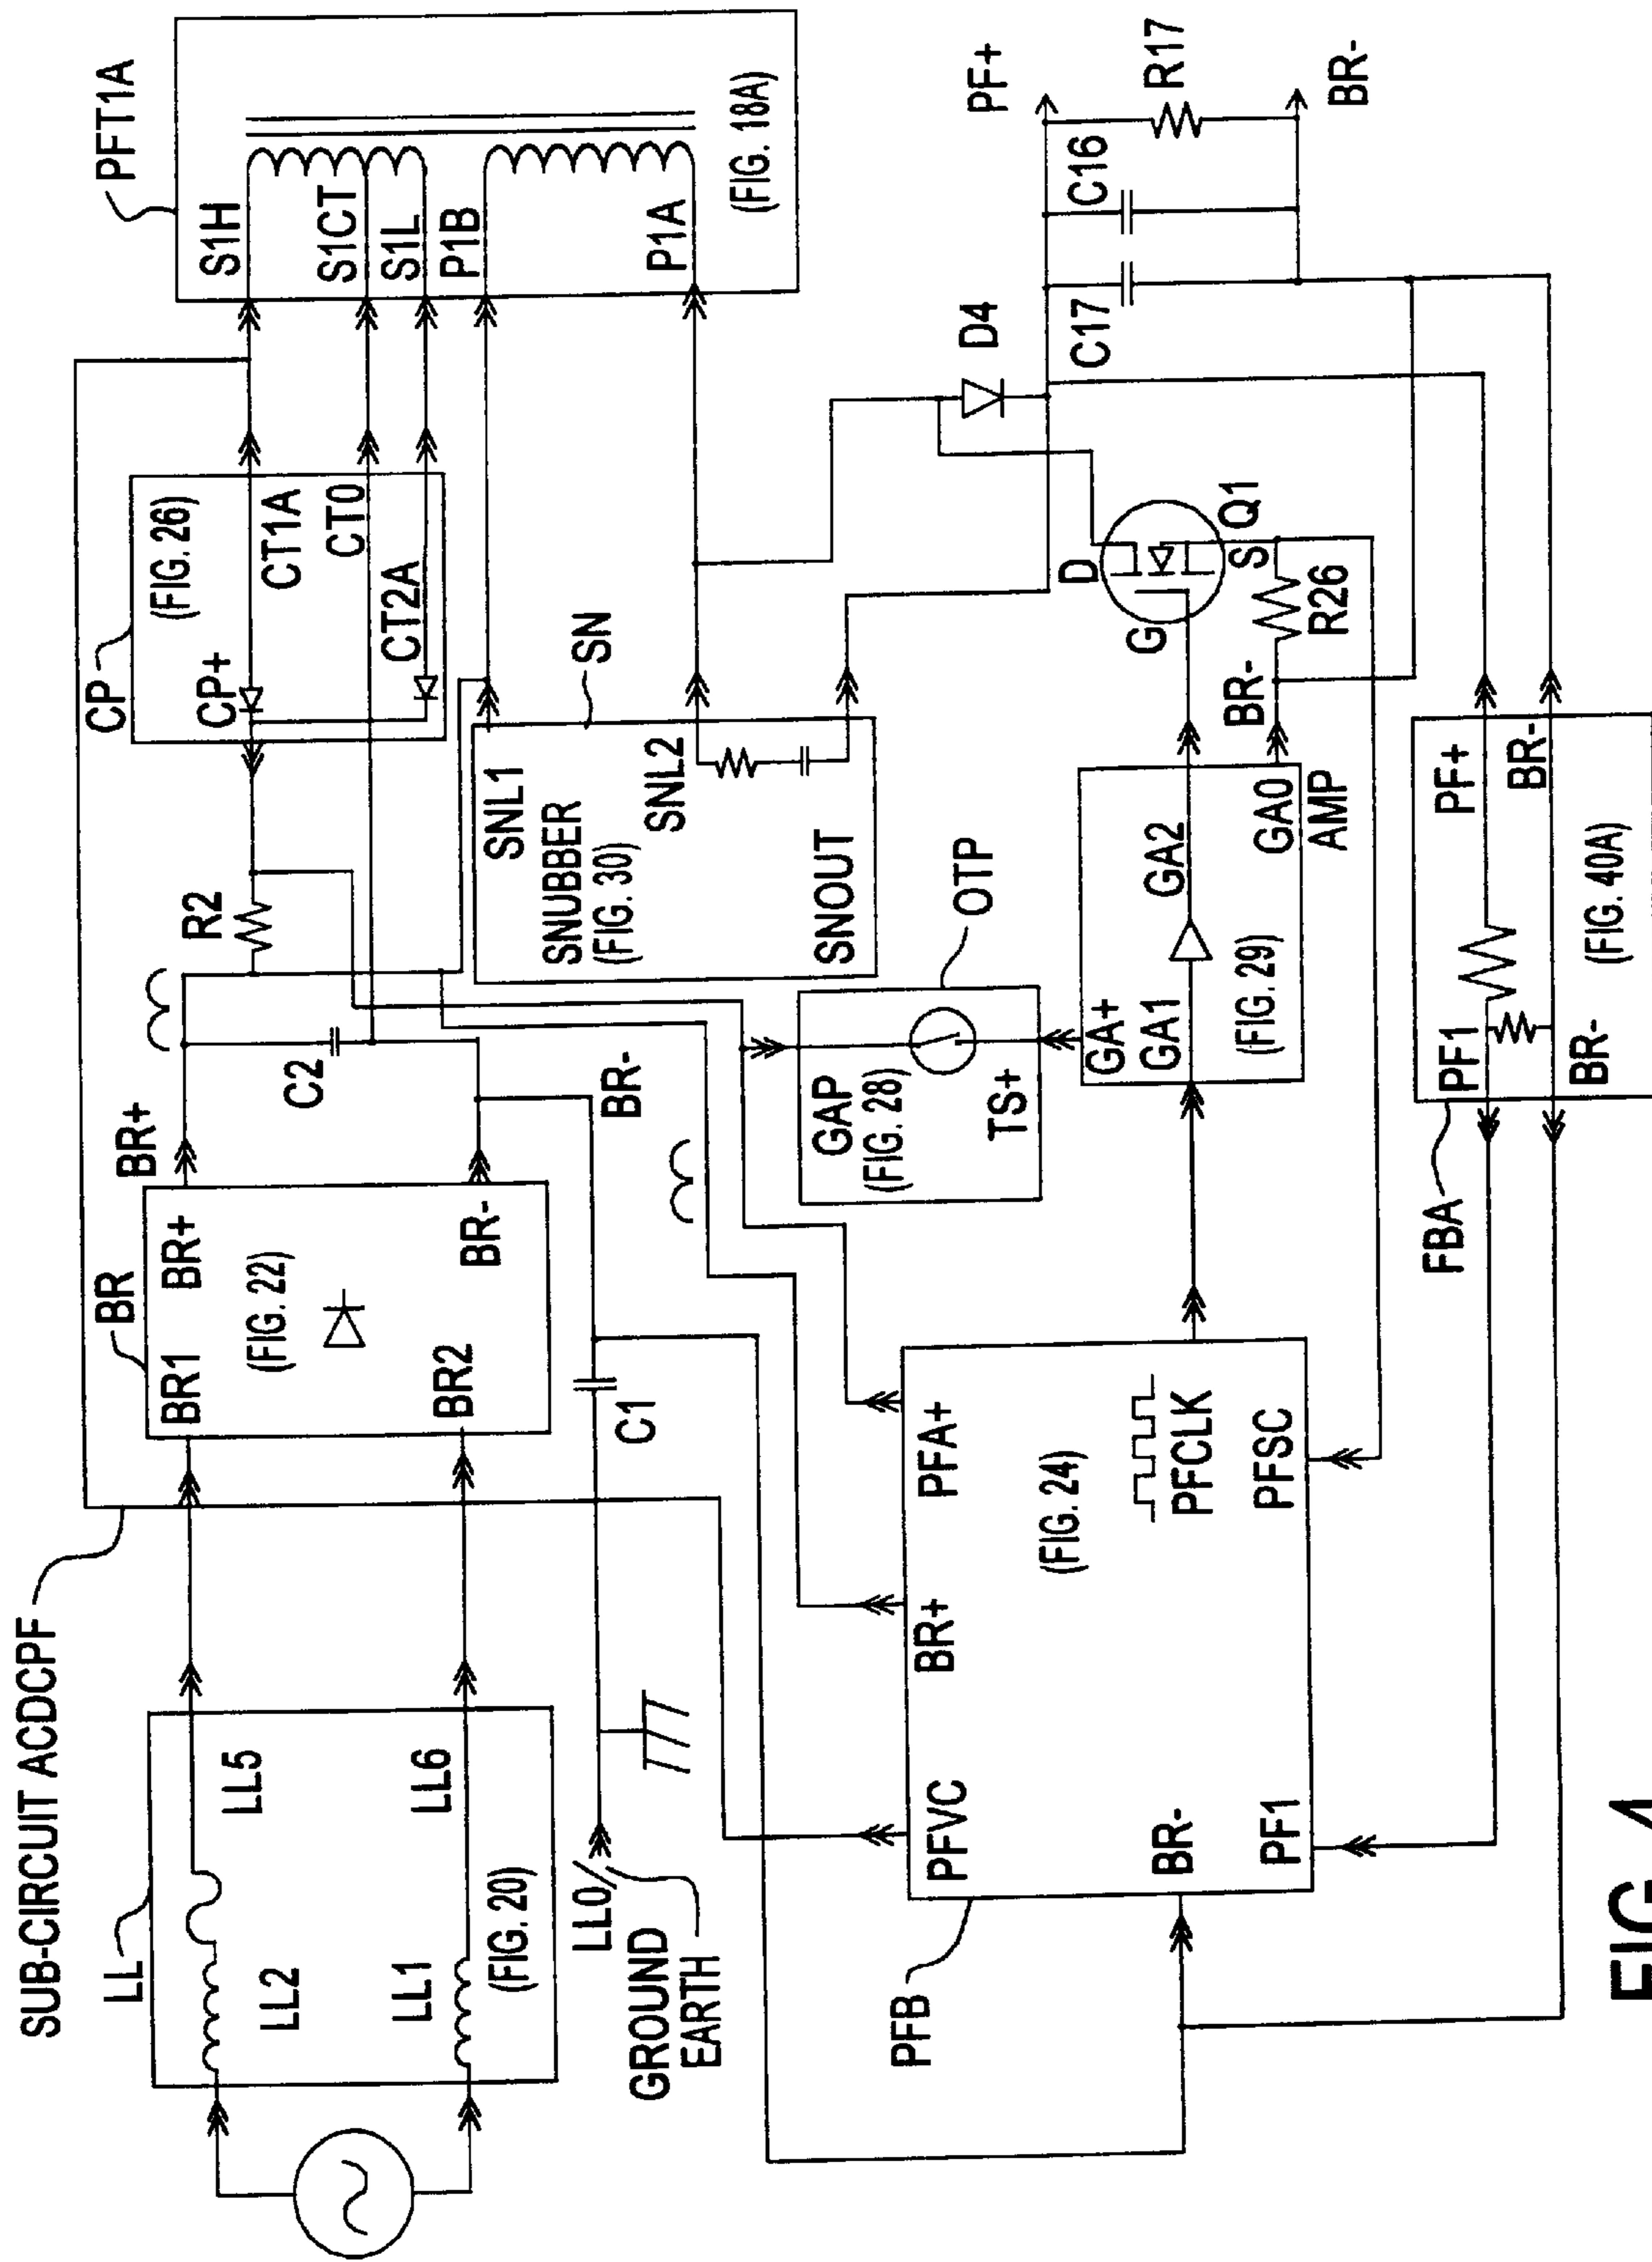 SUB-CIRCUIT ACDCPF
LL
LL5
LL2
LL6
LL1
(FIG. 20)
LL0
GROUND
EARTH
BR
BR1
BR+
(FIG. 22)
BR2
BR-
BR+
BR-
C1
C2
R2
CP
(FIG. 26)
CP+
CT1A
CT0
CT2A
PFT1A
S1H
S1CT
S1L
P1B
P1A
(FIG. 18A)
SN
SNL1
SNUBBER
(FIG. 30)
SNL2
SNOUT
OTP
GAP
(FIG. 28)
TS+
GA+
GA1
GA2
(FIG. 29)
GA0
AMP
D
G
S
Q1
R26
BR-
D4
C17
C16
PF+
R17
BR-
PFB
PFVC
BR+
PFA+
(FIG. 24)
PFCLK
PFSC
BR-
PF1
FBA
PF1
PF+
BR-
BR-
(FIG. 40A)
FIG. 4